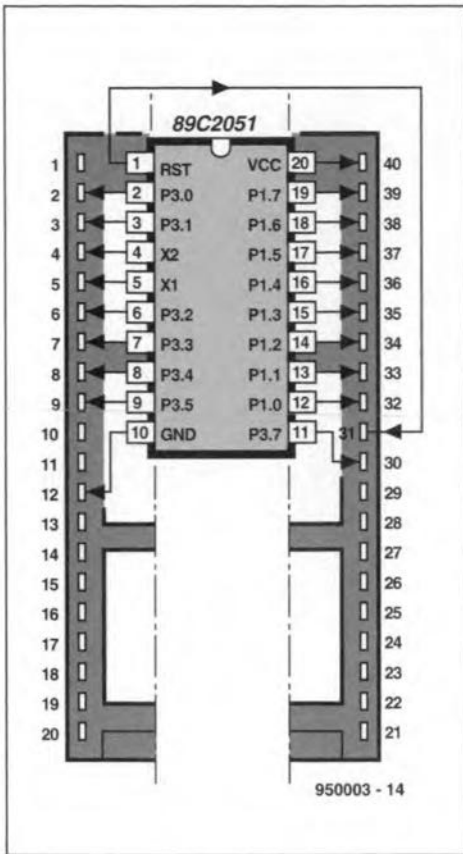 89C2051
1 1 RST VCC 20 40
2 2 P3.0 P1.7 19 39
3 3 P3.1 P1.6 18 38
4 4 X2 P1.5 17 37
5 5 X1 P1.4 16 36
6 6 P3.2 P1.3 15 35
7 7 P3.3 P1.2 14 34
8 8 P3.4 P1.1 13 33
9 9 P3.5 P1.0 12 32
10 10 GND P3.7 11 31
11 30
12 29
13 28
14 27
15 26
16 25
17 24
18 23
19 22
20 21
950003 - 14